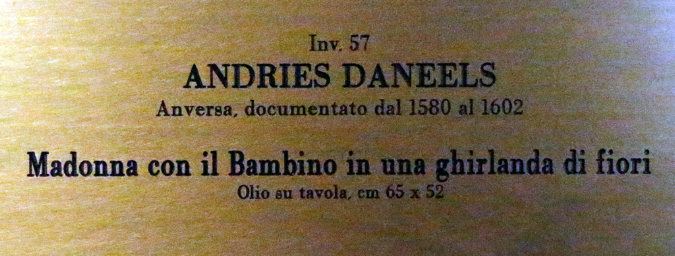 Inv. 57
ANDRIES DANEELS
Anversa, documentato dal 1580 al 1602
Madonna con il Bambino in una ghirlanda di fiori
Olio su tavola, cm 65 x 52